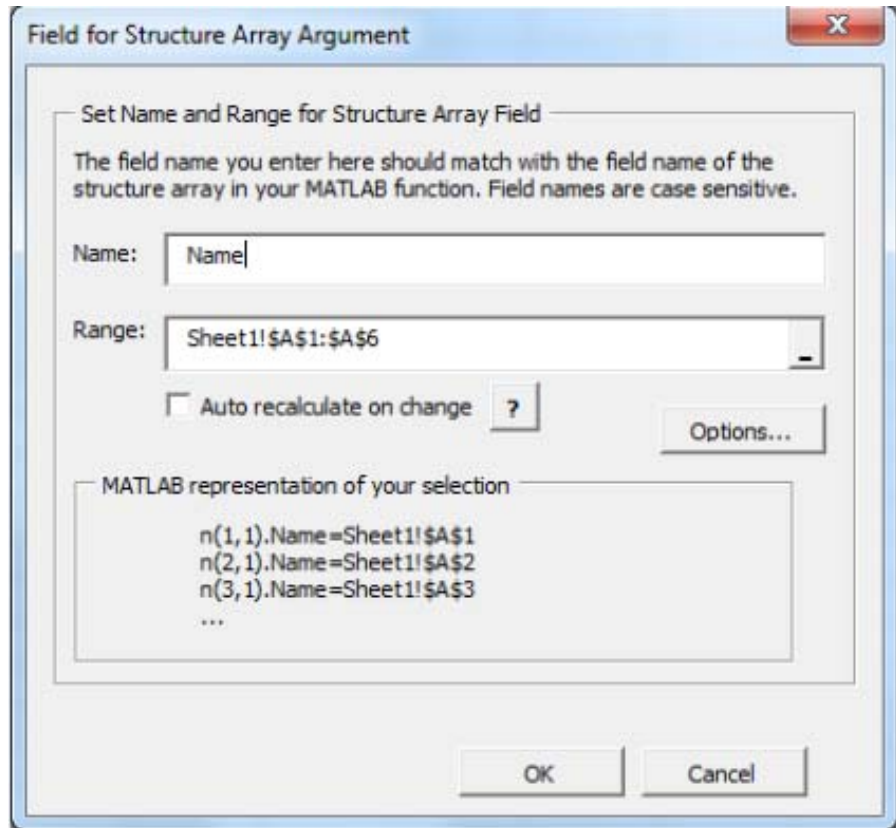 Field for Structure Array Argument
Set Name and Range for Structure Array Field
The field name you enter here should match with the field name of the
structure array in your MATLAB function. Field names are case sensitive.
Name: Name
Range: Sheet1!$A$1:$A$6
Auto recalculate on change ?
Options...
MATLAB representation of your selection
n(1,1).Name=Sheet1!$A$1
n(2,1).Name=Sheet1!$A$2
n(3,1).Name=Sheet1!$A$3
...
OK Cancel